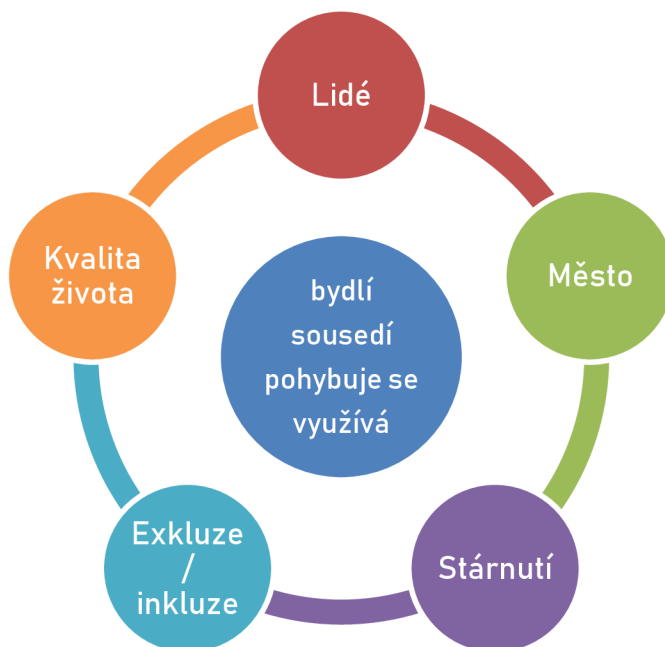 Lidé
Kvalita
života
Město
bydlí
sousedí
pohybuje se
využívá
Exkluze
/
inkluze
Stárnutí